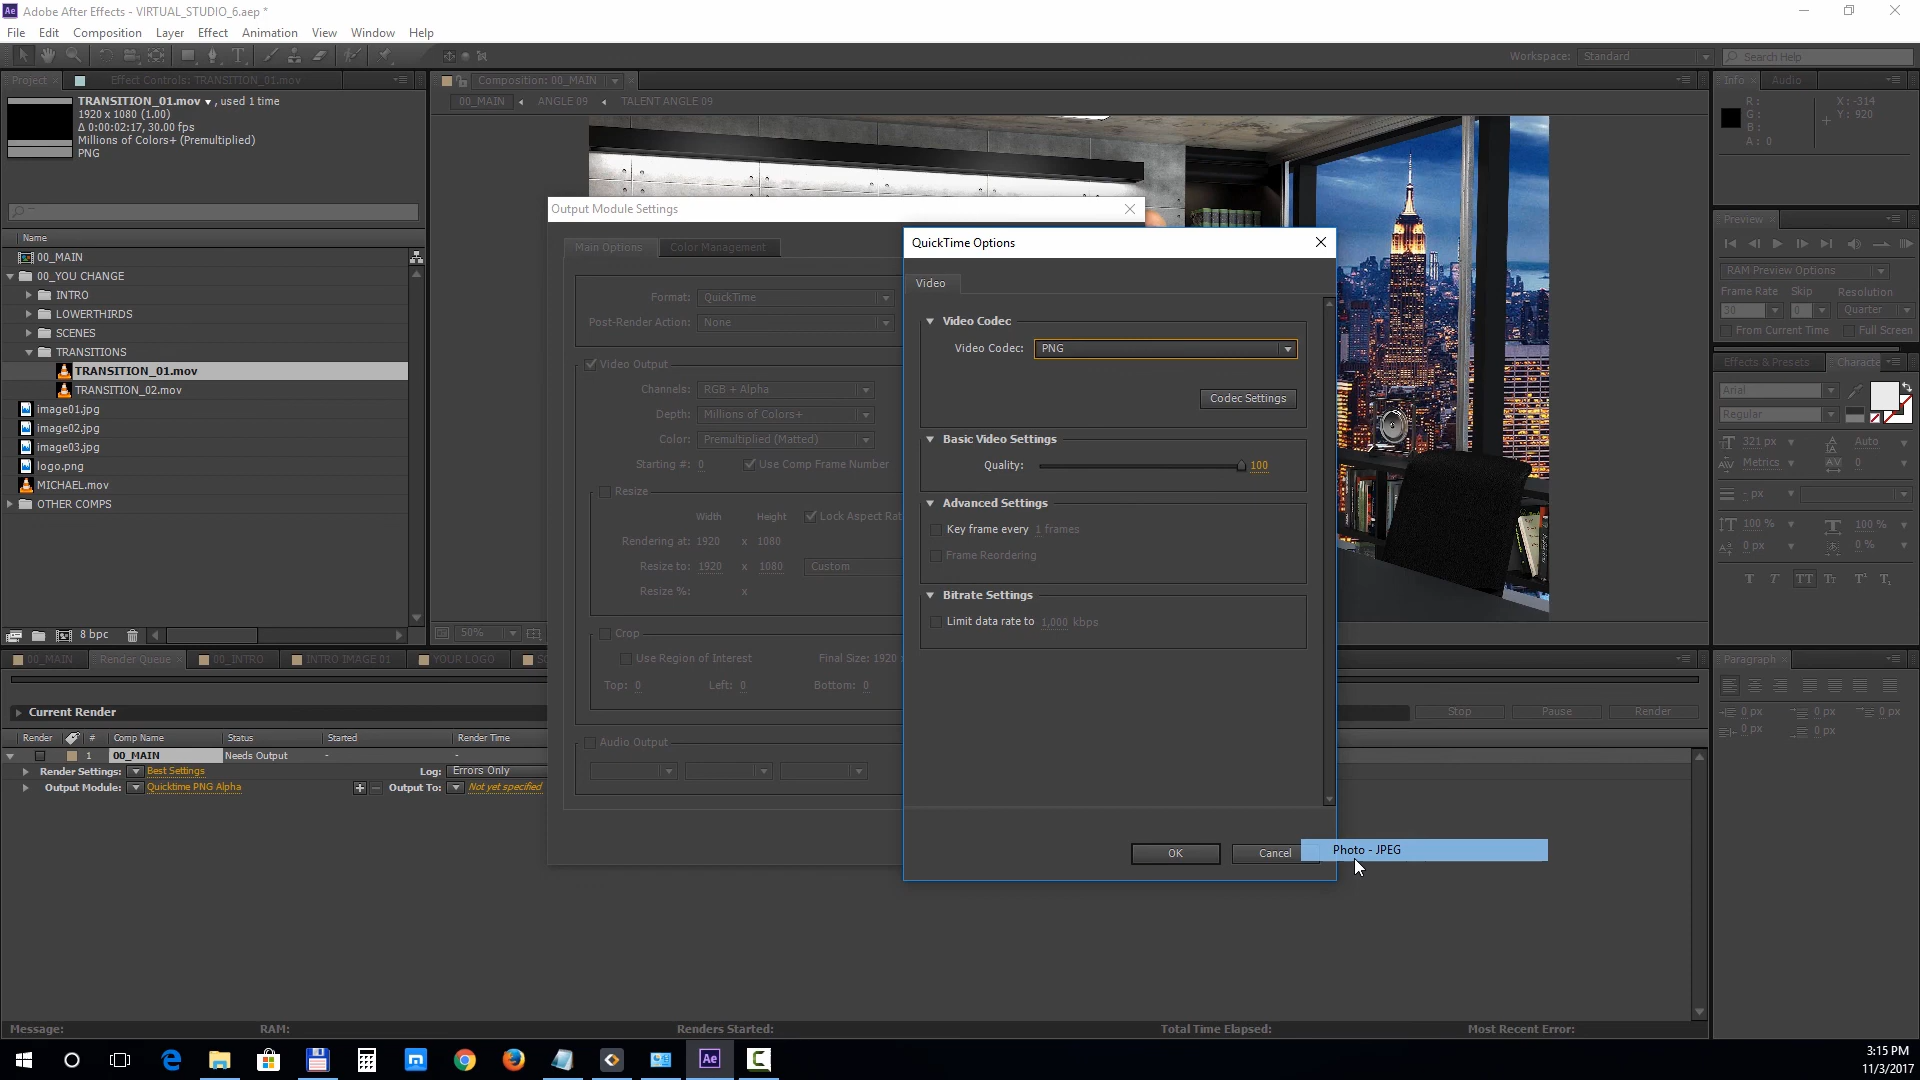 Adobe After Effects - VIRTUAL_STUDIO_6.aep *
File Edit Composition Layer Effect Animation View Window Help
Workspace: Standard Search Help
Project Effect Controls: TRANSITION_01.mov
Composition: 00_MAIN
Info Audio
TRANSITION_01.mov , used 1 time
1920 x 1080 (1.00)
Δ 0:00:02:17, 30.00 fps
Millions of Colors+ (Premultiplied)
PNG
00_MAIN ANGLE 09 TALENT ANGLE 09
R : X : -314
G : Y : 920
B :
A : 0
Name
00_MAIN
00_YOU CHANGE
INTRO
LOWERTHIRDS
SCENES
TRANSITIONS
TRANSITION_01.mov
TRANSITION_02.mov
image01.jpg
image02.jpg
image03.jpg
logo.png
MICHAEL.mov
OTHER COMPS
8 bpc
50%
Output Module Settings
Main Options Color Management
Format: QuickTime
Post-Render Action: None
Video Output
Channels: RGB + Alpha
Depth: Millions of Colors+
Color: Premultiplied (Matted)
Starting #: 0 Use Comp Frame Number
Resize
Width Height Lock Aspect Rat
Rendering at: 1920 x 1080
Resize to: 1920 x 1080 Custom
Resize %: x
Crop
Use Region of Interest Final Size: 1920
Top: 0 Left: 0 Bottom: 0
Audio Output
QuickTime Options
Video
Video Codec
Video Codec: PNG
Codec Settings
Basic Video Settings
Quality: 100
Advanced Settings
Key frame every 1 frames
Frame Reordering
Bitrate Settings
Limit data rate to 1,000 kbps
OK Cancel Photo - JPEG
Preview
RAM Preview Options
Frame Rate Skip Resolution
30 0 Quarter
From Current Time Full Screen
Effects & Presets Characte
Arial
Regular
321 px Auto
Metrics 0
- px
100 % 100 %
0 px 0 %
T T TT Tt T¹ T₁
00_MAIN Render Queue 00_INTRO INTRO IMAGE 01 YOUR LOGO
Paragraph
0 px 0 px 0 px
0 px 0 px
Current Render
Stop Pause Render
Render # Comp Name Status Started Render Time
1 00_MAIN Needs Output - -
Render Settings: Best Settings Log: Errors Only
Output Module: Quicktime PNG Alpha Output To: Not yet specified
Message: RAM: Renders Started: Total Time Elapsed: Most Recent Error:
Ae
3:15 PM
11/3/2017